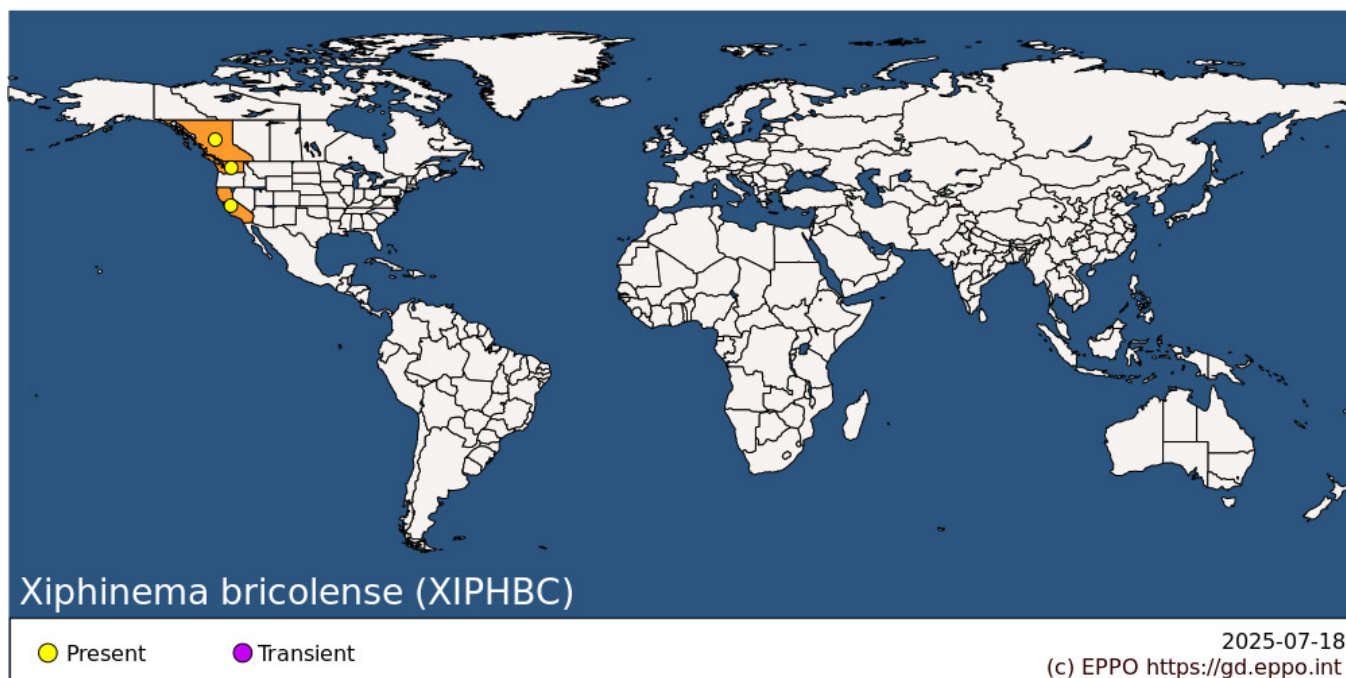 Xiphinema bricolense (XIPHBC)
Present
Transient
2025-07-18
(c) EPPO https://gd.eppo.int